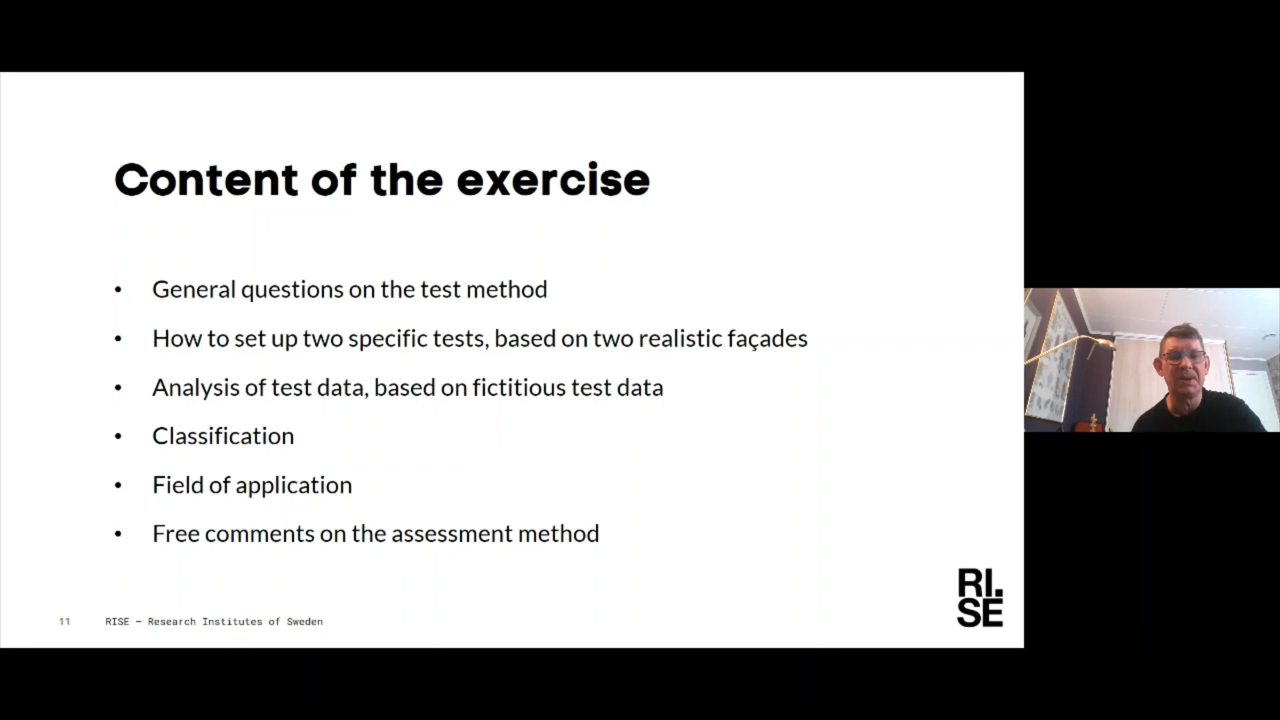 Content of the exercise
• General questions on the test method
• How to set up two specific tests, based on two realistic façades
• Analysis of test data, based on fictitious test data
• Classification
• Field of application
• Free comments on the assessment method
11 RISE — Research Institutes of Sweden
RI.
SE